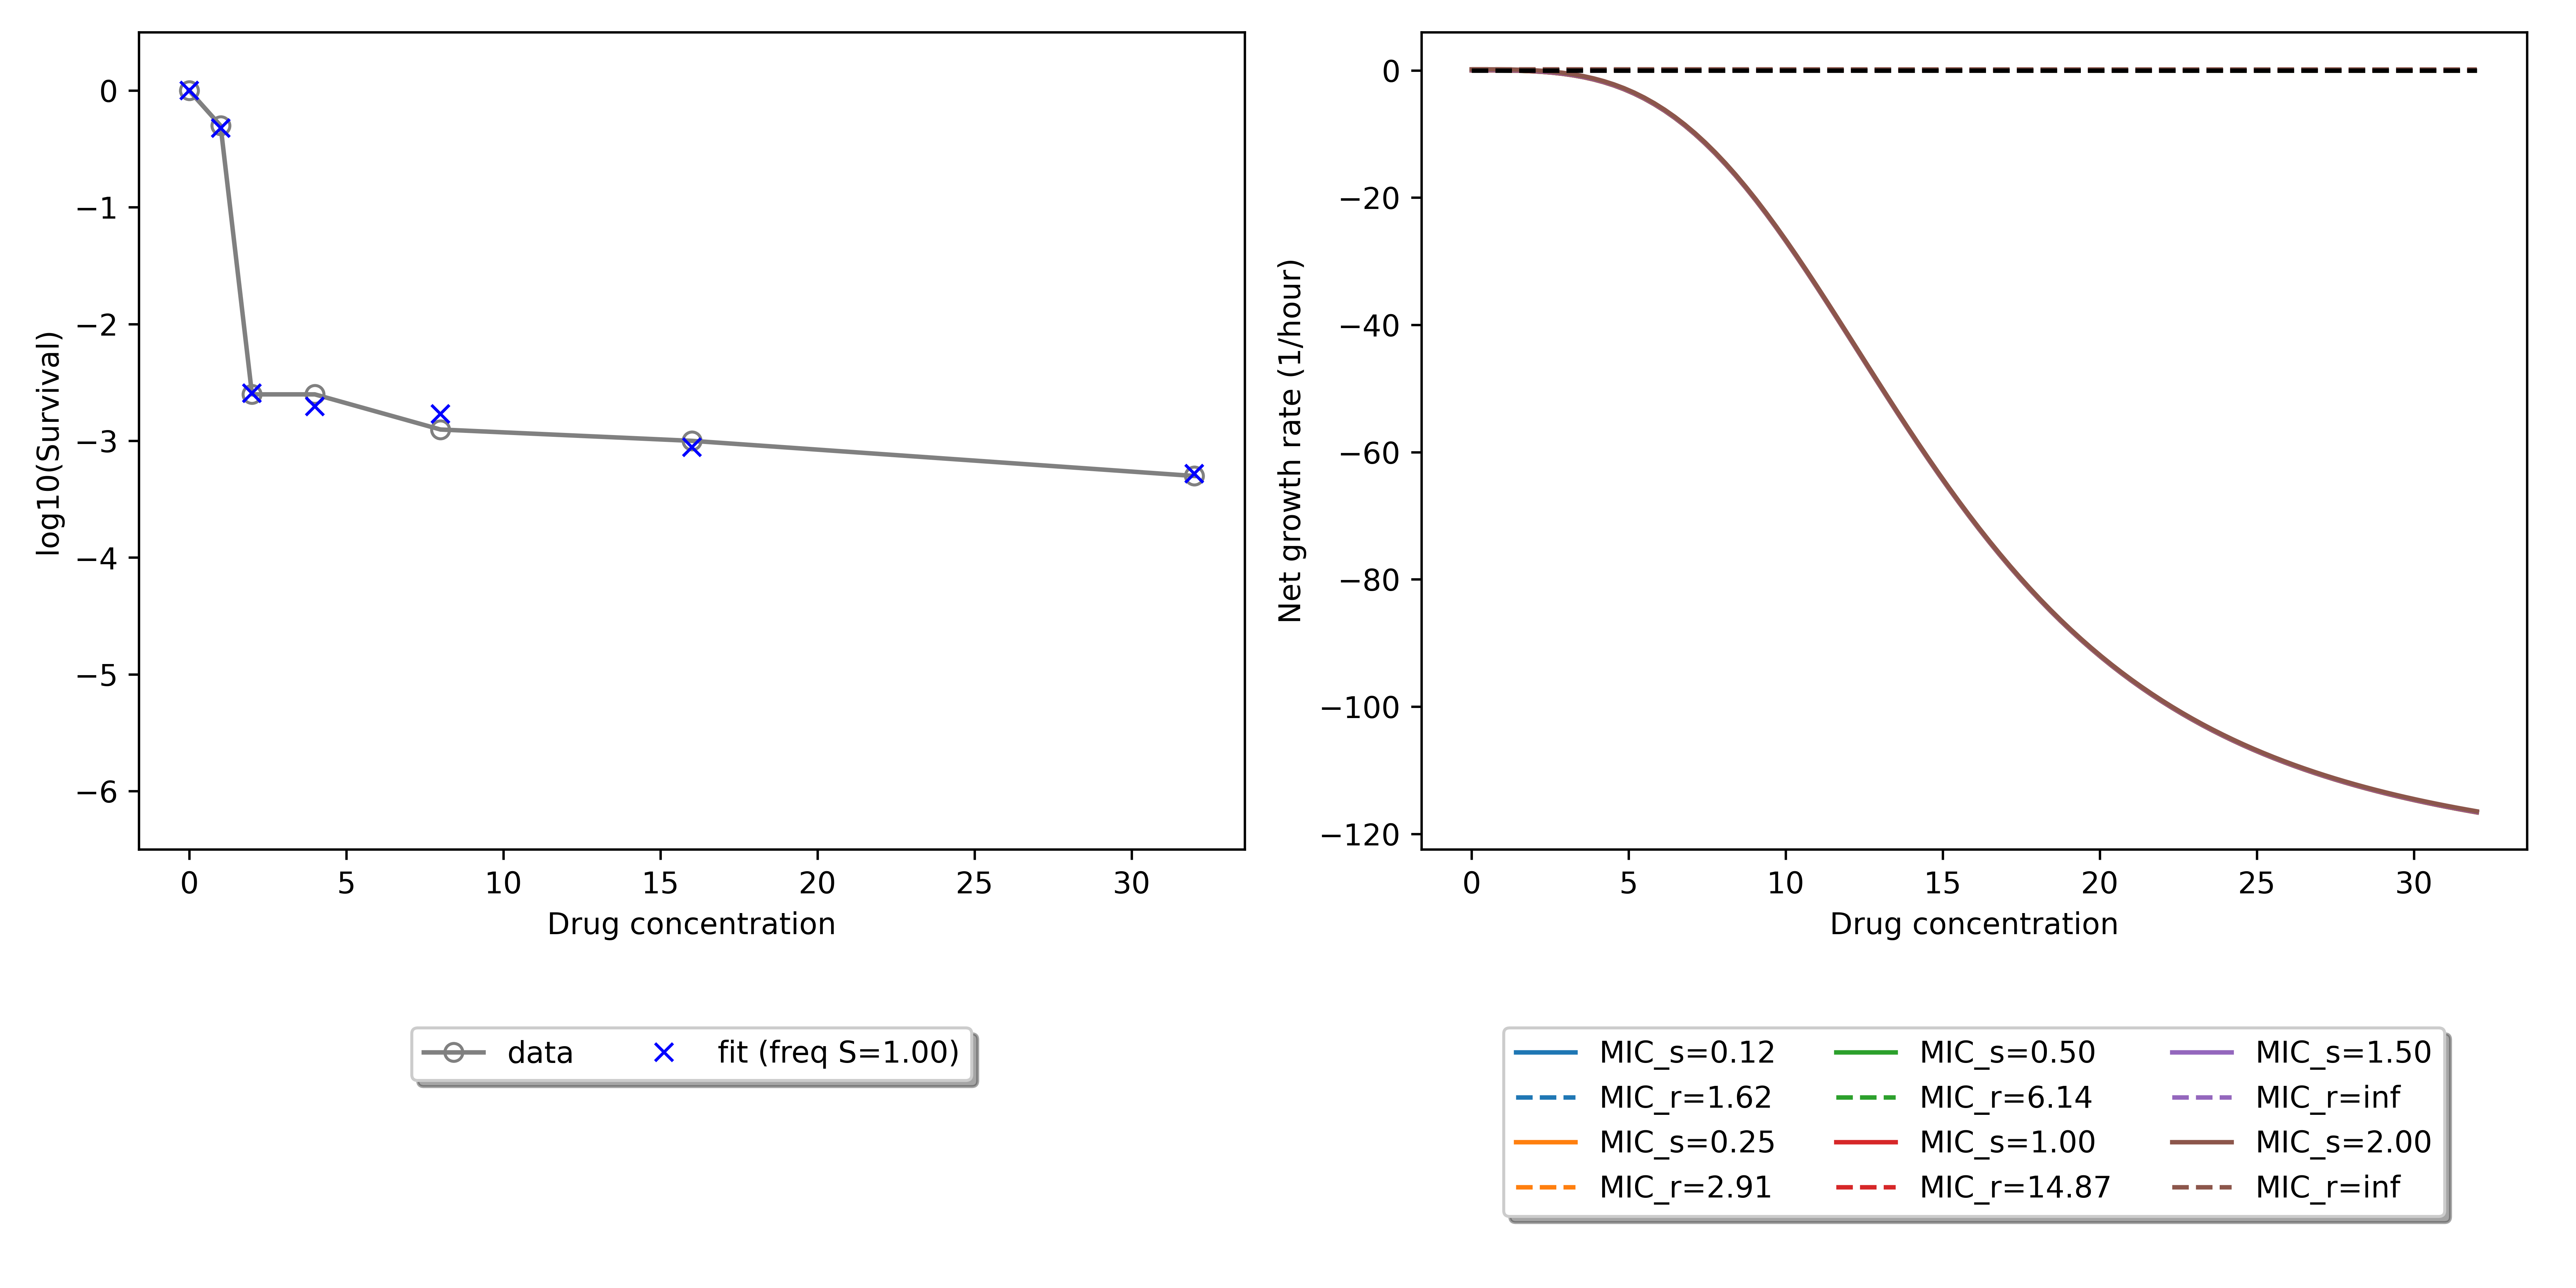 0
−1
−2
−3
−4
−5
−6
log10(Survival)
0 5 10 15 20 25 30
Drug concentration
data fit (freq S=1.00)
0
−20
−40
−60
−80
−100
−120
Net growth rate (1/hour)
0 5 10 15 20 25 30
Drug concentration
MIC_s=0.12 MIC_s=0.50 MIC_s=1.50
MIC_r=1.62 MIC_r=6.14 MIC_r=inf
MIC_s=0.25 MIC_s=1.00 MIC_s=2.00
MIC_r=2.91 MIC_r=14.87 MIC_r=inf